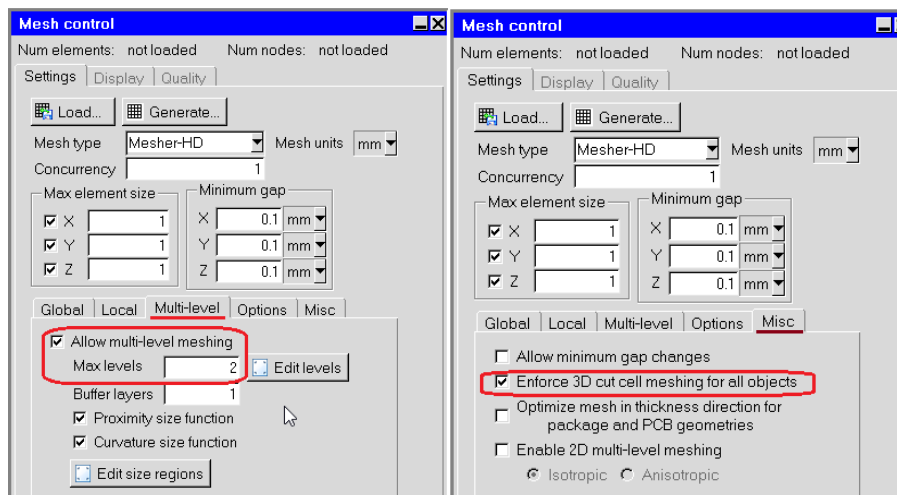 Mesh control
Num elements: not loaded Num nodes: not loaded
Settings Display Quality
Load... Generate...
Mesh type Mesher-HD Mesh units mm
Concurrency 1
Max element size Minimum gap
X 1 X 0.1 mm
Y 1 Y 0.1 mm
Z 1 Z 0.1 mm
Global Local Multi-level Options Misc
Allow multi-level meshing
Max levels 2 Edit levels
Buffer layers 1
Proximity size function
Curvature size function
Edit size regions
Mesh control
Num elements: not loaded Num nodes: not loaded
Settings Display Quality
Load... Generate...
Mesh type Mesher-HD Mesh units mm
Concurrency 1
Max element size Minimum gap
X 1 X 0.1 mm
Y 1 Y 0.1 mm
Z 1 Z 0.1 mm
Global Local Multi-level Options Misc
Allow minimum gap changes
Enforce 3D cut cell meshing for all objects
Optimize mesh in thickness direction for
package and PCB geometries
Enable 2D multi-level meshing
Isotropic Anisotropic